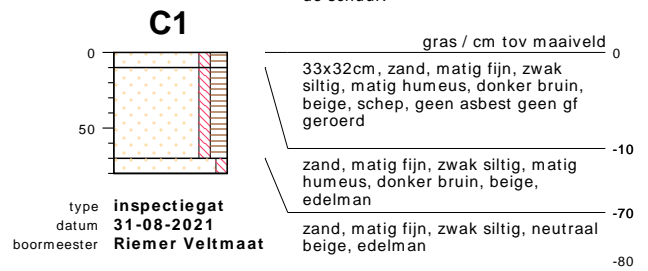 C1
gras / cm tov maaiveld
0
0
33x32cm, zand, matig fijn, zwak
siltig, matig humeus, donker bruin,
beige, schep, geen asbest geen gf
geroerd
50
-10
zand, matig fijn, zwak siltig, matig
humeus, donker bruin, beige,
edelman
-70
zand, matig fijn, zwak siltig, neutraal
beige, edelman
-80
type inspectiegat
datum 31-08-2021
boormeester Riemer Veltmaat